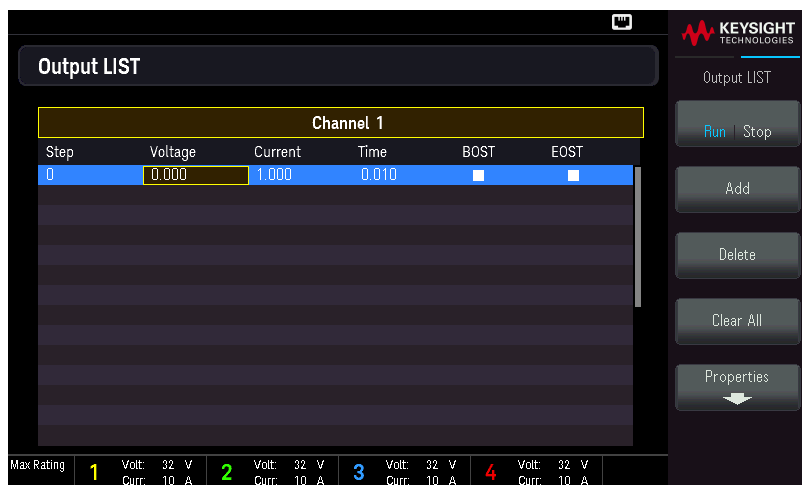 KEYSIGHT
TECHNOLOGIES
Output LIST
Output LIST
Channel 1
Step Voltage Current Time BOST EOST
0 0.000 1.000 0.010
Run | Stop
Add
Delete
Clear All
Properties
Max Rating 1 Volt: 32 V 2 Volt: 32 V 3 Volt: 32 V 4 Volt: 32 V
Curr: 10 A Curr: 10 A Curr: 10 A Curr: 10 A